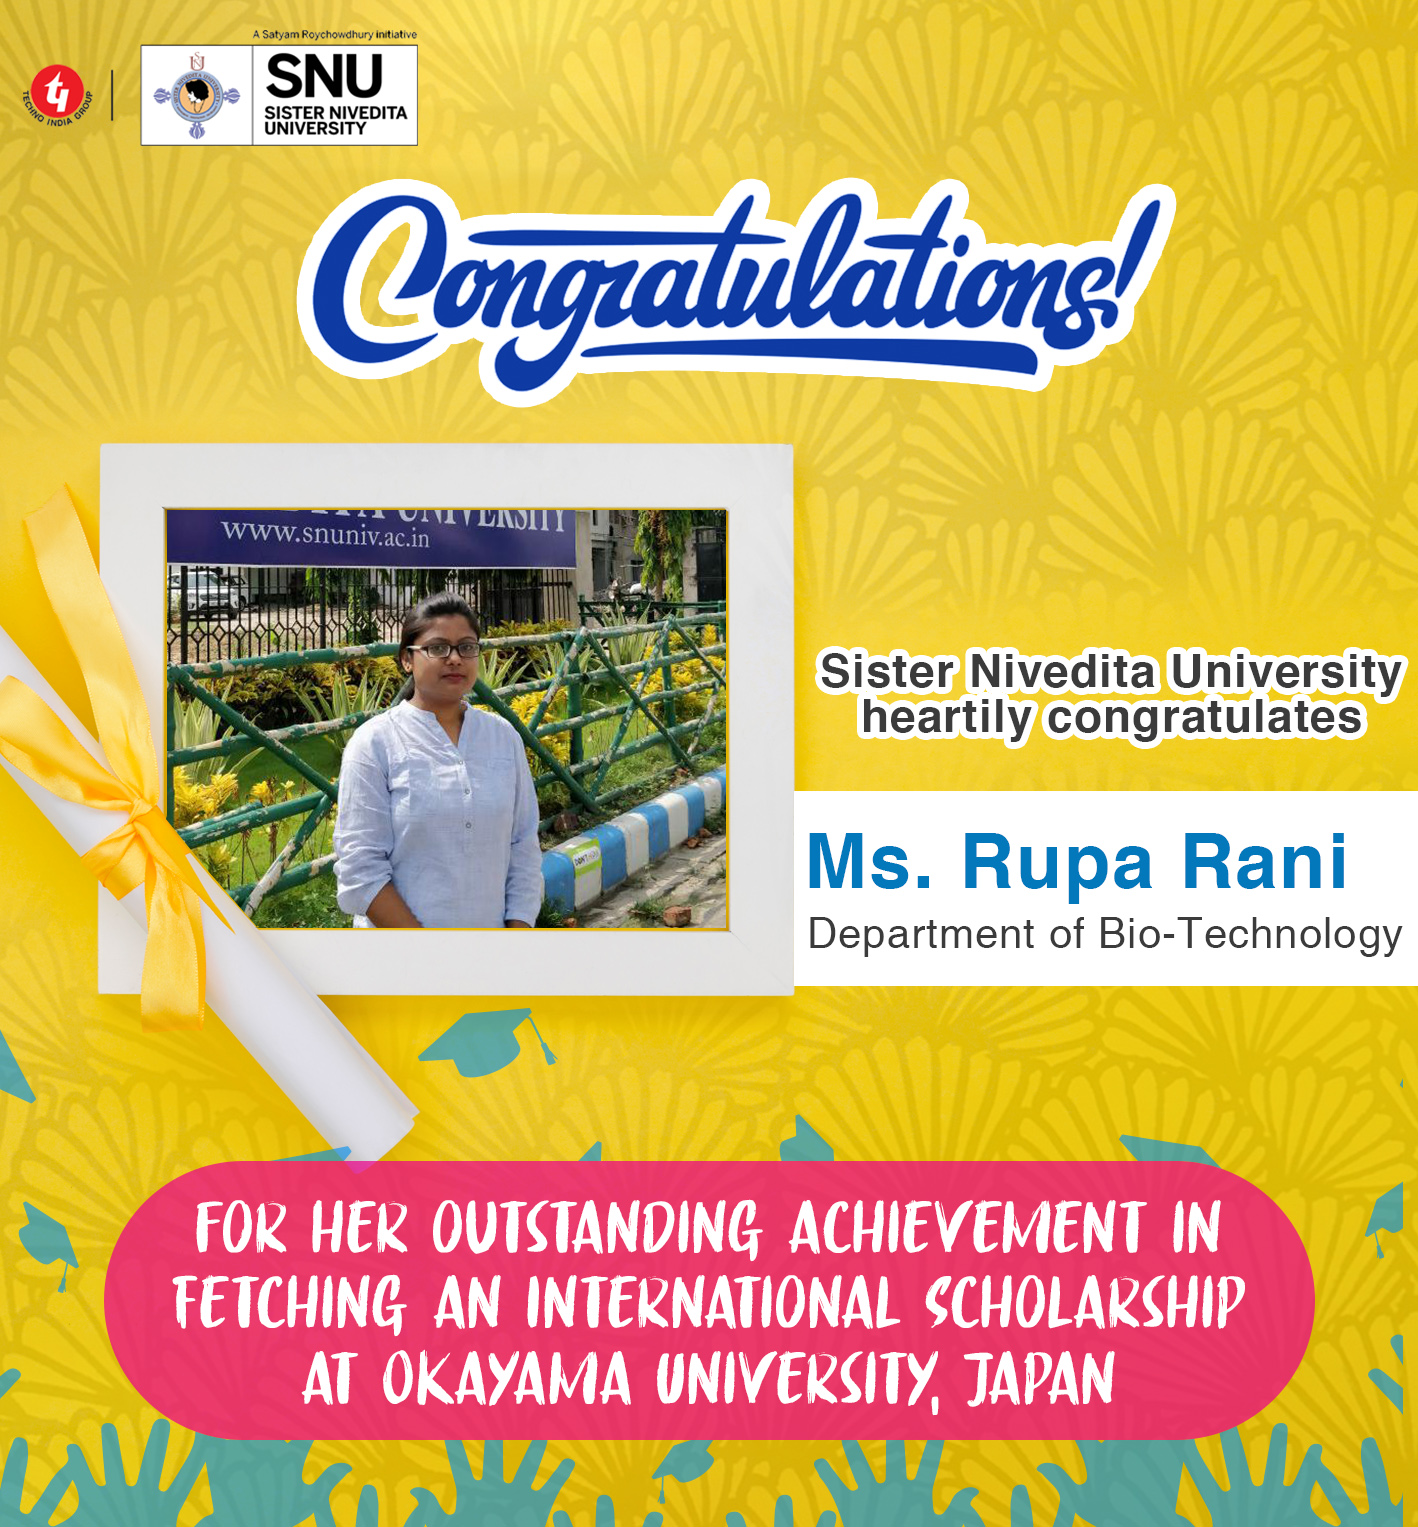 A Satyam Roychowdhury initiative
TECHNO INDIA GROUP
SNU
SISTER NIVEDITA
UNIVERSITY
Congratulations!
UNIVERSITY
www.snuniv.ac.in
Sister Nivedita University
heartily congratulates
Ms. Rupa Rani
Department of Bio-Technology
FOR HER OUTSTANDING ACHIEVEMENT IN
FETCHING AN INTERNATIONAL SCHOLARSHIP
AT OKAYAMA UNIVERSITY, JAPAN